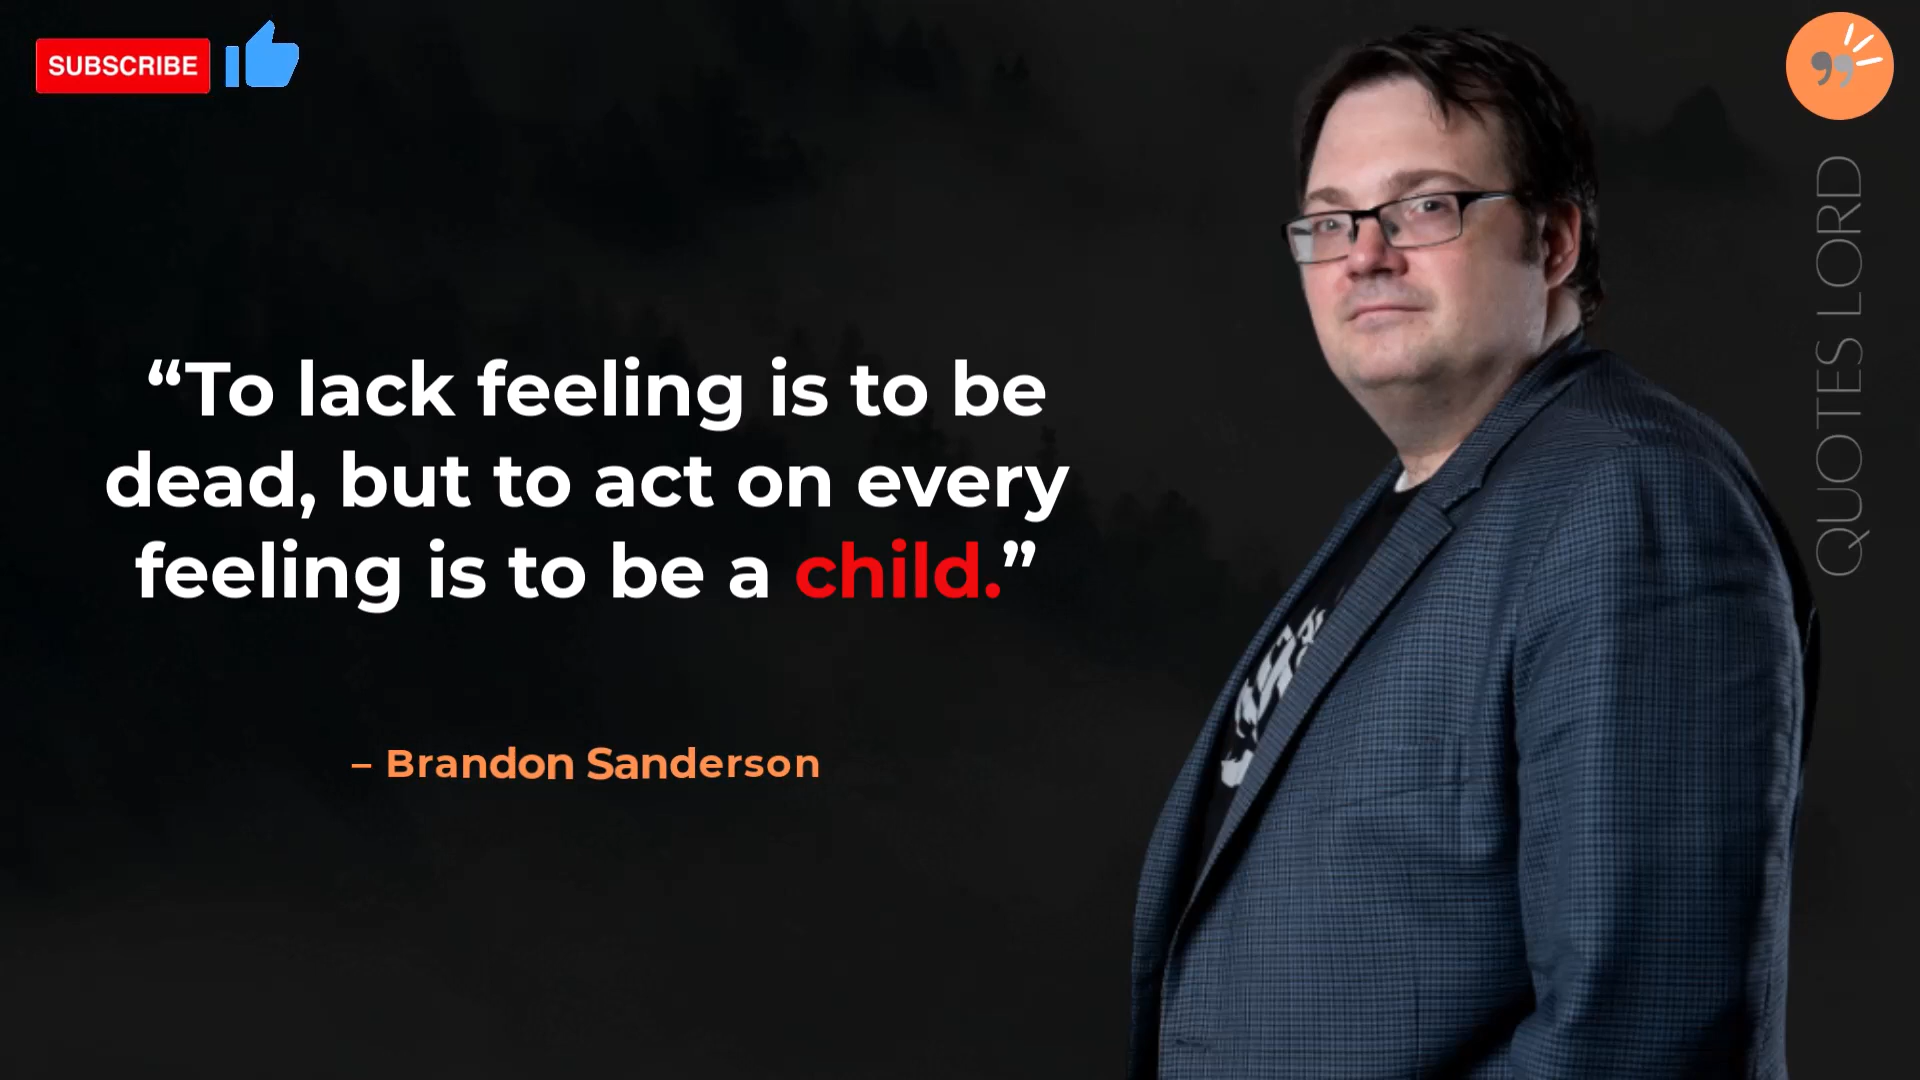 SUBSCRIBE
“To lack feeling is to be
dead, but to act on every
feeling is to be a child.”
– Brandon Sanderson
QUOTES LORD